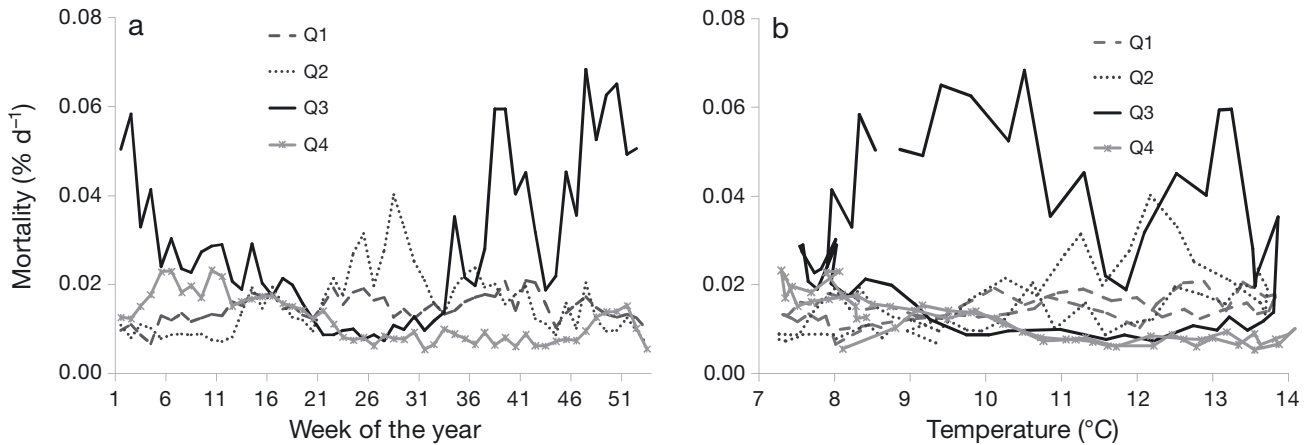 a
Q1
Q2
Q3
Q4
Mortality (% d⁻¹)
0.08
0.06
0.04
0.02
0.00
1 6 11 16 21 26 31 36 41 46 51
Week of the year
b
Q1
Q2
Q3
Q4
0.08
0.06
0.04
0.02
0.00
7 8 9 10 11 12 13 14
Temperature (°C)